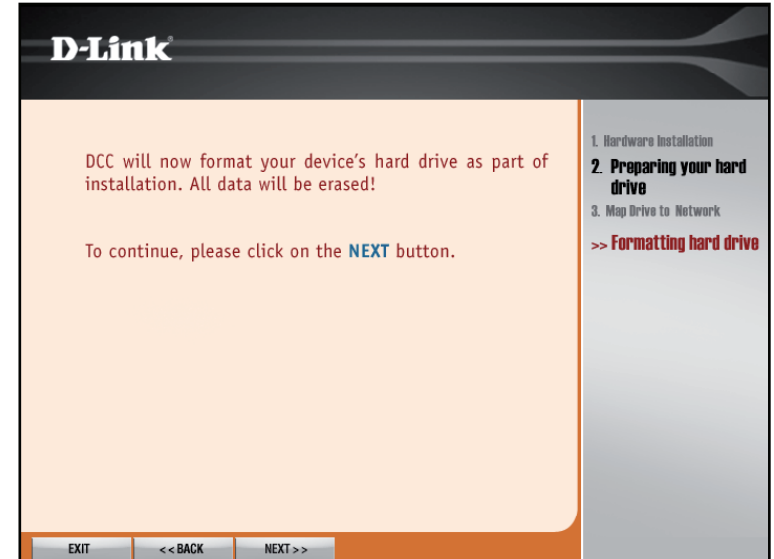 D-Link®
DCC will now format your device's hard drive as part of
installation. All data will be erased!
To continue, please click on the NEXT button.
1. Hardware Installation
2. Preparing your hard
drive
3. Map Drive to Network
>> Formatting hard drive
EXIT
<< BACK
NEXT >>